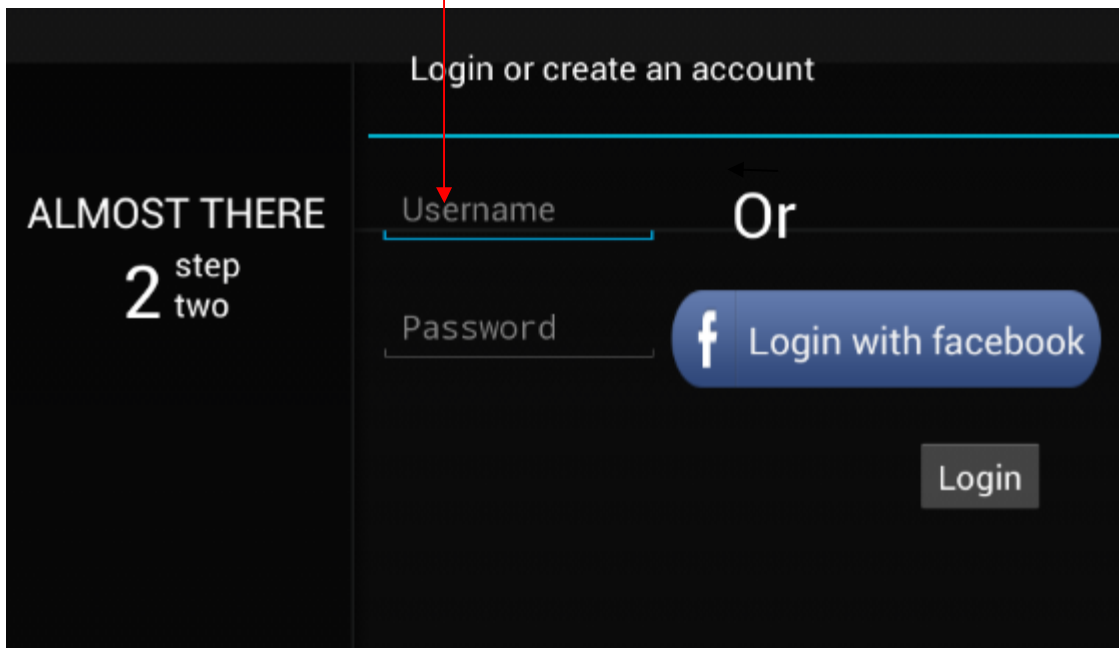 Login or create an account
ALMOST THERE
2 step
two
Username
Or
Password
f Login with facebook
Login